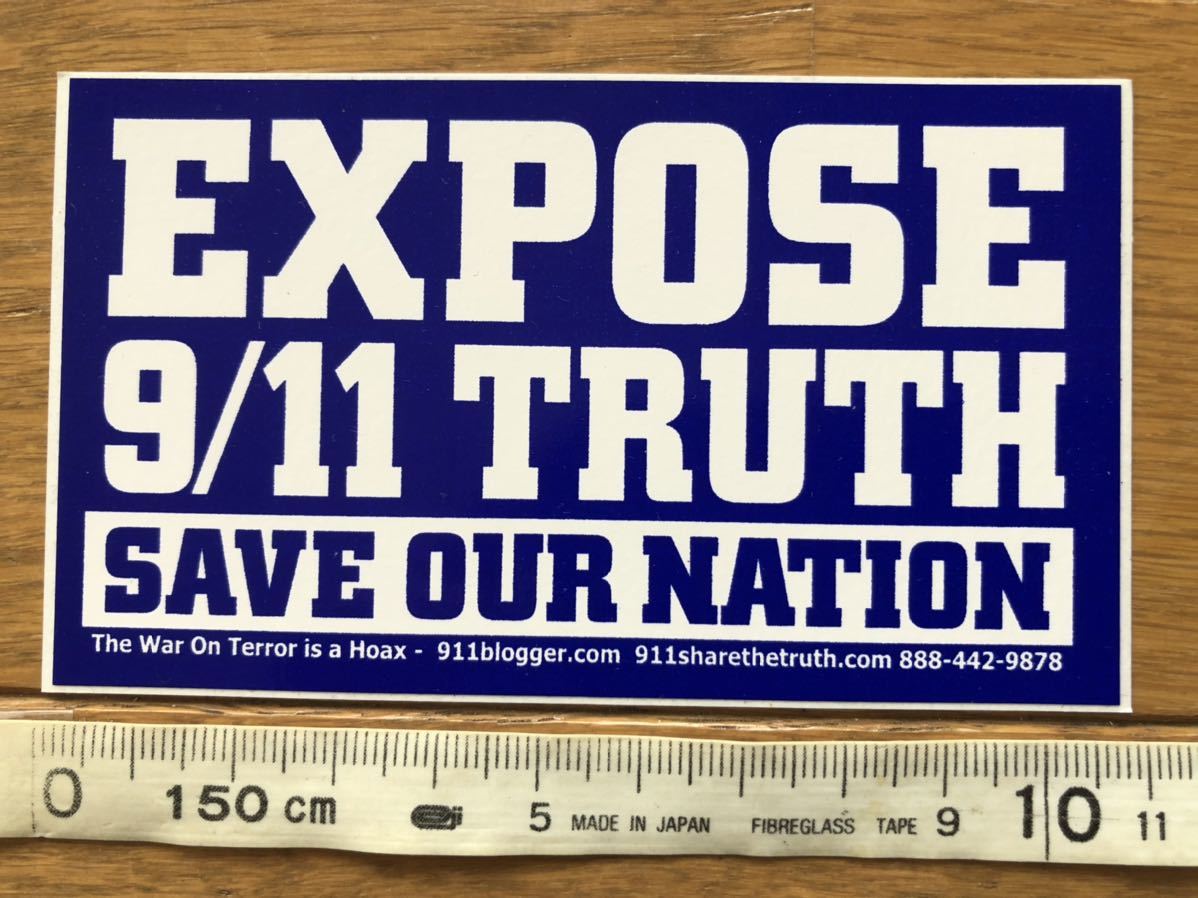 EXPOSE
9/11 TRUTH
SAVE OUR NATION
The War On Terror is a Hoax - 911blogger.com 911sharethetruth.com 888-442-9878
0 150 cm 5 MADE IN JAPAN FIBREGLASS TAPE 9 10 11